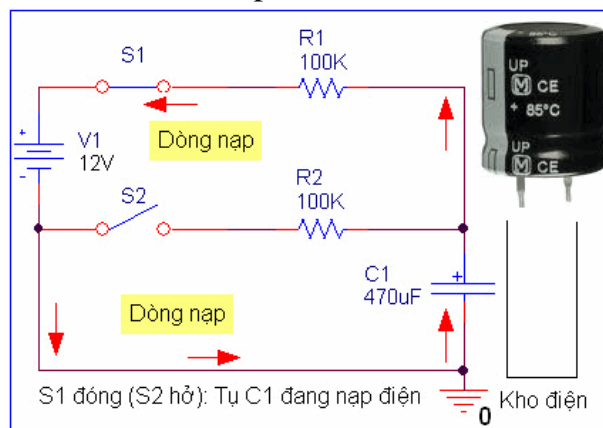 S1
R1
100K
Dòng nạp
+
V1
12V
-
S2
R2
100K
C1
+
470uF
Dòng nạp
0
S1 đóng (S2 hở): Tụ C1 đang nạp điện
UP
M CE
+ 85°C
UP
M CE
Kho điện